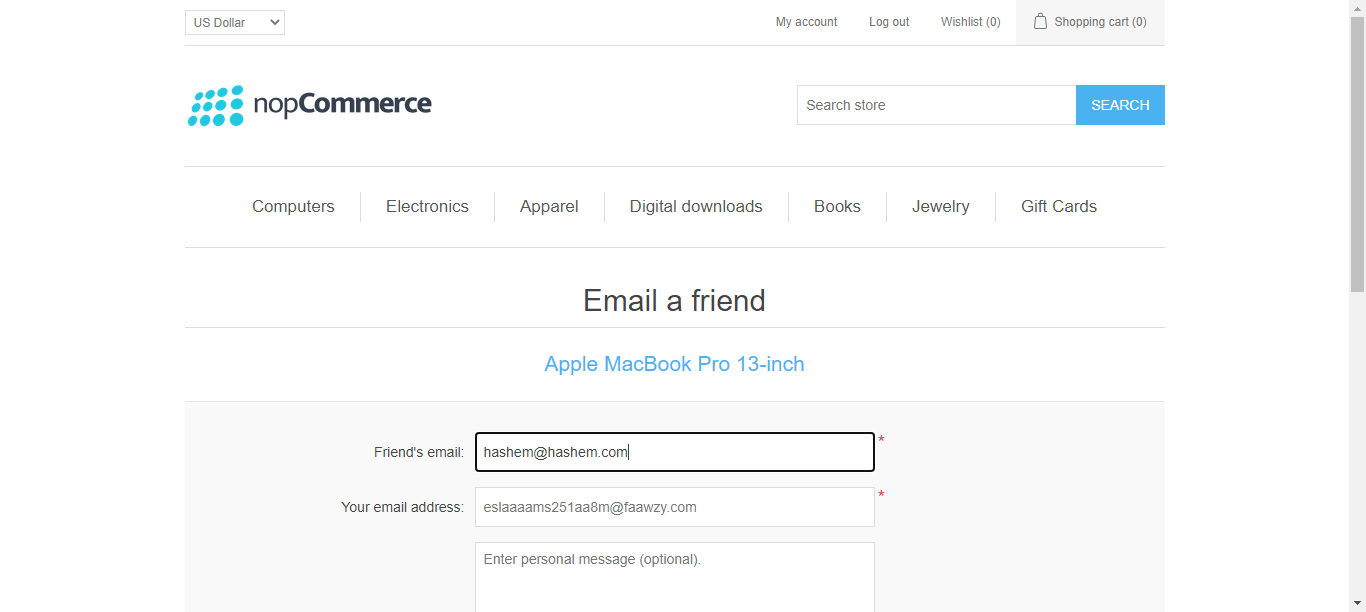 US Dollar
My account
Log out
Wishlist (0)
Shopping cart (0)
nopCommerce
Search store
SEARCH
Computers
Electronics
Apparel
Digital downloads
Books
Jewelry
Gift Cards
Email a friend
Apple MacBook Pro 13-inch
Friend's email: hashem@hashem.com *
Your email address: eslaaaams251aa8m@faawzy.com *
Enter personal message (optional).